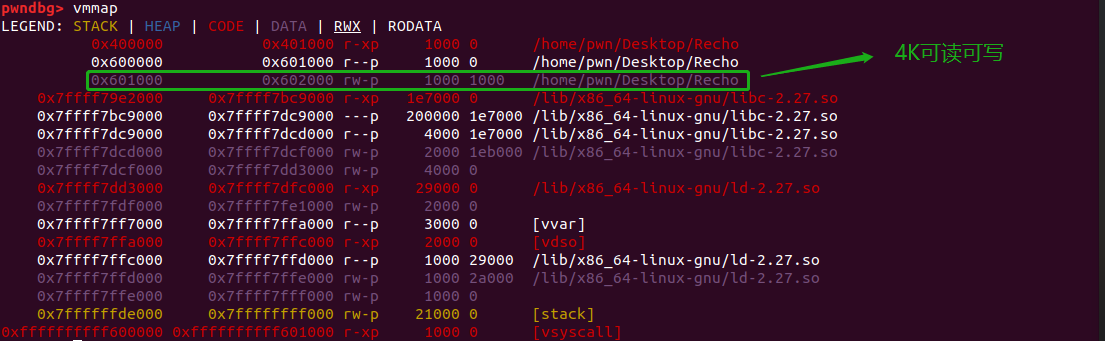 pwndbg> vmmap
LEGEND: STACK | HEAP | CODE | DATA | RWX | RODATA
0x400000 0x401000 r-xp 1000 0 /home/pwn/Desktop/Recho
0x600000 0x601000 r--p 1000 0 /home/pwn/Desktop/Recho
0x601000 0x602000 rw-p 1000 1000 /home/pwn/Desktop/Recho 4K可读可写
0x7ffff79e2000 0x7ffff7bc9000 r-xp 1e7000 0 /lib/x86_64-linux-gnu/libc-2.27.so
0x7ffff7bc9000 0x7ffff7dc9000 ---p 200000 1e7000 /lib/x86_64-linux-gnu/libc-2.27.so
0x7ffff7dc9000 0x7ffff7dcd000 r--p 4000 1e7000 /lib/x86_64-linux-gnu/libc-2.27.so
0x7ffff7dcd000 0x7ffff7dcf000 rw-p 2000 1eb000 /lib/x86_64-linux-gnu/libc-2.27.so
0x7ffff7dcf000 0x7ffff7dd3000 rw-p 4000 0
0x7ffff7dd3000 0x7ffff7dfc000 r-xp 29000 0 /lib/x86_64-linux-gnu/ld-2.27.so
0x7ffff7fdf000 0x7ffff7fe1000 rw-p 2000 0
0x7ffff7ff7000 0x7ffff7ffa000 r--p 3000 0 [vvar]
0x7ffff7ffa000 0x7ffff7ffc000 r-xp 2000 0 [vdso]
0x7ffff7ffc000 0x7ffff7ffd000 r--p 1000 29000 /lib/x86_64-linux-gnu/ld-2.27.so
0x7ffff7ffd000 0x7ffff7ffe000 rw-p 1000 2a000 /lib/x86_64-linux-gnu/ld-2.27.so
0x7ffff7ffe000 0x7ffff7fff000 rw-p 1000 0
0x7ffffffde000 0x7ffffffff000 rw-p 21000 0 [stack]
0xffffffffff600000 0xffffffffff601000 r-xp 1000 0 [vsyscall]